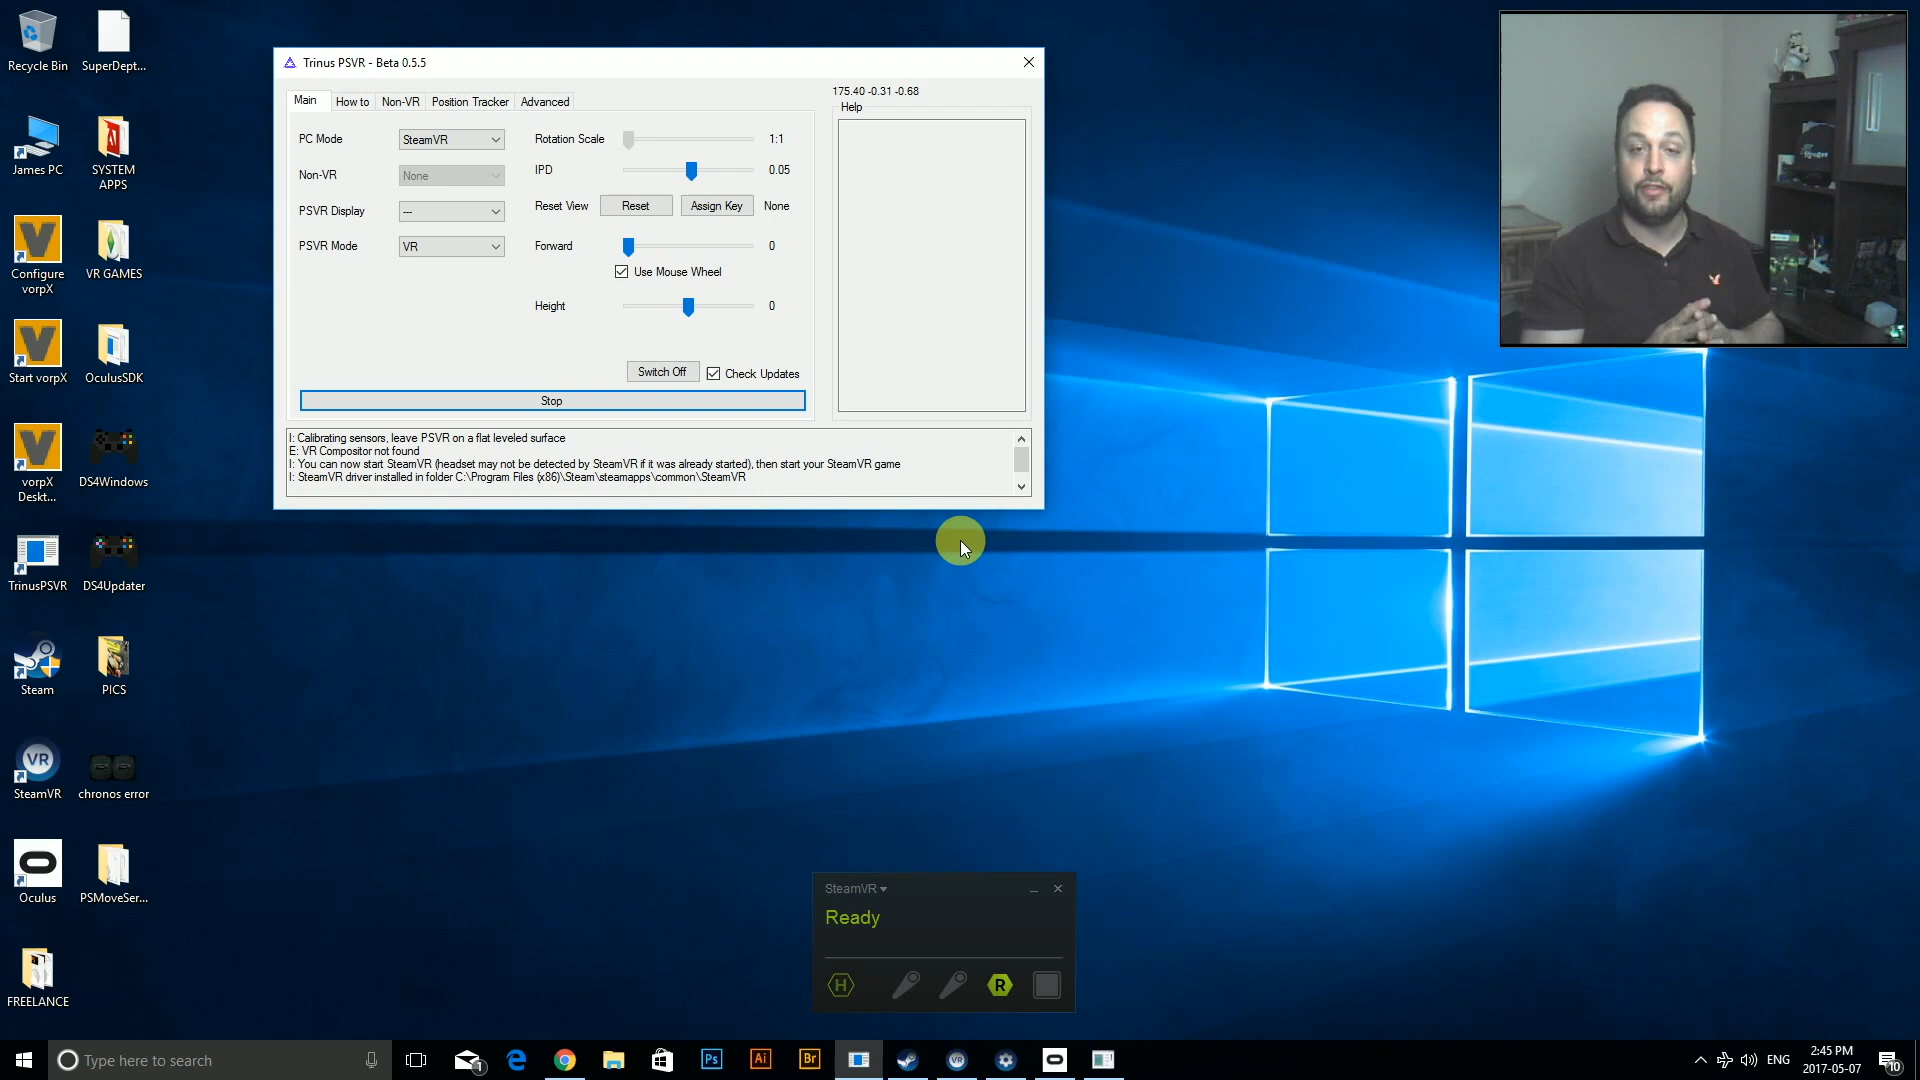 Recycle Bin
SuperDept...
James PC
SYSTEM
APPS
Configure
vorpX
VR GAMES
Start vorpX
OculusSDK
vorpX
Deskt...
DS4Windows
TrinusPSVR
DS4Updater
Steam
PICS
VR
SteamVR
chronos error
Oculus
PSMoveSer...
FREELANCE
Trinus PSVR - Beta 0.5.5
Main
How to
Non-VR
Position Tracker
Advanced
175.40 -0.31 -0.68
Help
PC Mode
SteamVR
Rotation Scale
1:1
Non-VR
None
IPD
0.05
PSVR Display
---
Reset View
Reset
Assign Key
None
PSVR Mode
VR
Forward
0
Use Mouse Wheel
Height
0
Switch Off
Check Updates
Stop
I: Calibrating sensors, leave PSVR on a flat leveled surface
E: VR Compositor not found
I: You can now start SteamVR (headset may not be detected by SteamVR if it was already started), then start your SteamVR game
I: SteamVR driver installed in folder C:\Program Files (x86)\Steam\steamapps\common\SteamVR
SteamVR
Ready
H
R
Type here to search
1
Ps
Ai
Br
VR
ENG
2:45 PM
2017-05-07
10